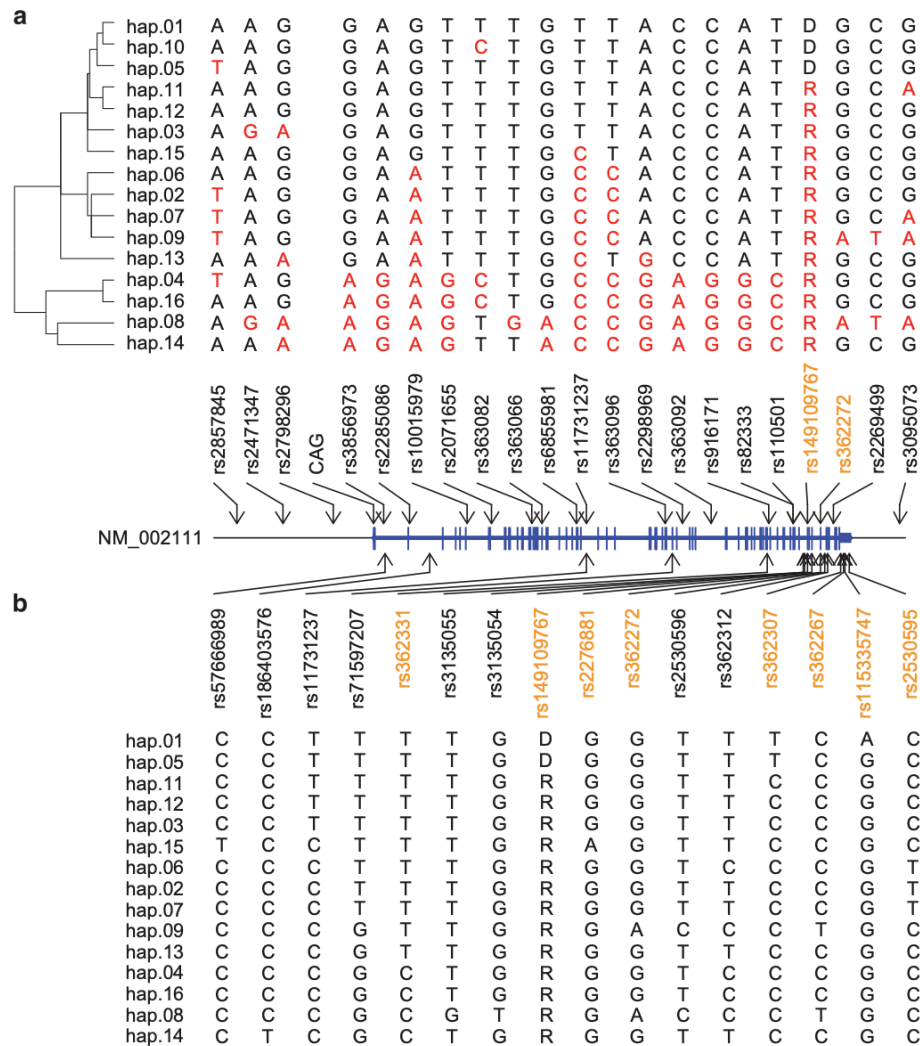 a
hap.01 A A G G A G T T T G T T A C C A T D G C G
hap.10 A A G G A G T C T G T T A C C A T D G C G
hap.05 T A G G A G T T T G T T A C C A T D G C G
hap.11 A A G G A G T T T G T T A C C A T R G C A
hap.12 A A G G A G T T T G T T A C C A T R G C G
hap.03 A G A G A G T T T G T T A C C A T R G C G
hap.15 A A G G A G T T T G C T A C C A T R G C G
hap.06 A A G G A A T T T G C C A C C A T R G C G
hap.02 T A G G A A T T T G C C A C C A T R G C G
hap.07 T A G G A A T T T G C C A C C A T R G C A
hap.09 T A G G A A T T T G C C A C C A T R A T A
hap.13 A A A G A A T T T G C T G C C A T R G C G
hap.04 T A G A G A G C T G C C G A G G C R G C G
hap.16 A A G A G A G C T G C C G A G G C R G C G
hap.08 A G A A G A G T G A C C G A G G C R A T A
hap.14 A A A A G A G T T A C C G A G G C R G C G
rs2857845
rs2471347
rs2798296
CAG
rs3856973
rs2285086
rs10015979
rs2071655
rs363082
rs363066
rs6855981
rs11731237
rs363096
rs2298969
rs363092
rs916171
rs82333
rs110501
rs149109767
rs362272
rs2269499
rs3095073
NM_002111
b
rs57666989
rs186403576
rs11731237
rs71597207
rs362331
rs3135055
rs3135054
rs149109767
rs2276881
rs362272
rs2530596
rs362312
rs362307
rs362267
rs115335747
rs2530595
hap.01 C C T T T T G D G G T T T C A C
hap.05 C C T T T T G D G G T T T C G C
hap.11 C C T T T T G R G G T T C C G C
hap.12 C C T T T T G R G G T T C C G C
hap.03 C C T T T T G R G G T T C C G C
hap.15 T C C T T T G R A G T T C C G C
hap.06 C C C T T T G R G G T C C C G T
hap.02 C C C T T T G R G G T T C C G T
hap.07 C C C T T T G R G G T T C C G T
hap.09 C C C G T T G R G A C C C T G C
hap.13 C C C G T T G R G G T T C C G C
hap.04 C C C G C T G R G G T C C C G C
hap.16 C C C G C T G R G G T C C C G C
hap.08 C C C G C G T R G A C C C T G C
hap.14 C T C G C T G R G G T T C C G C